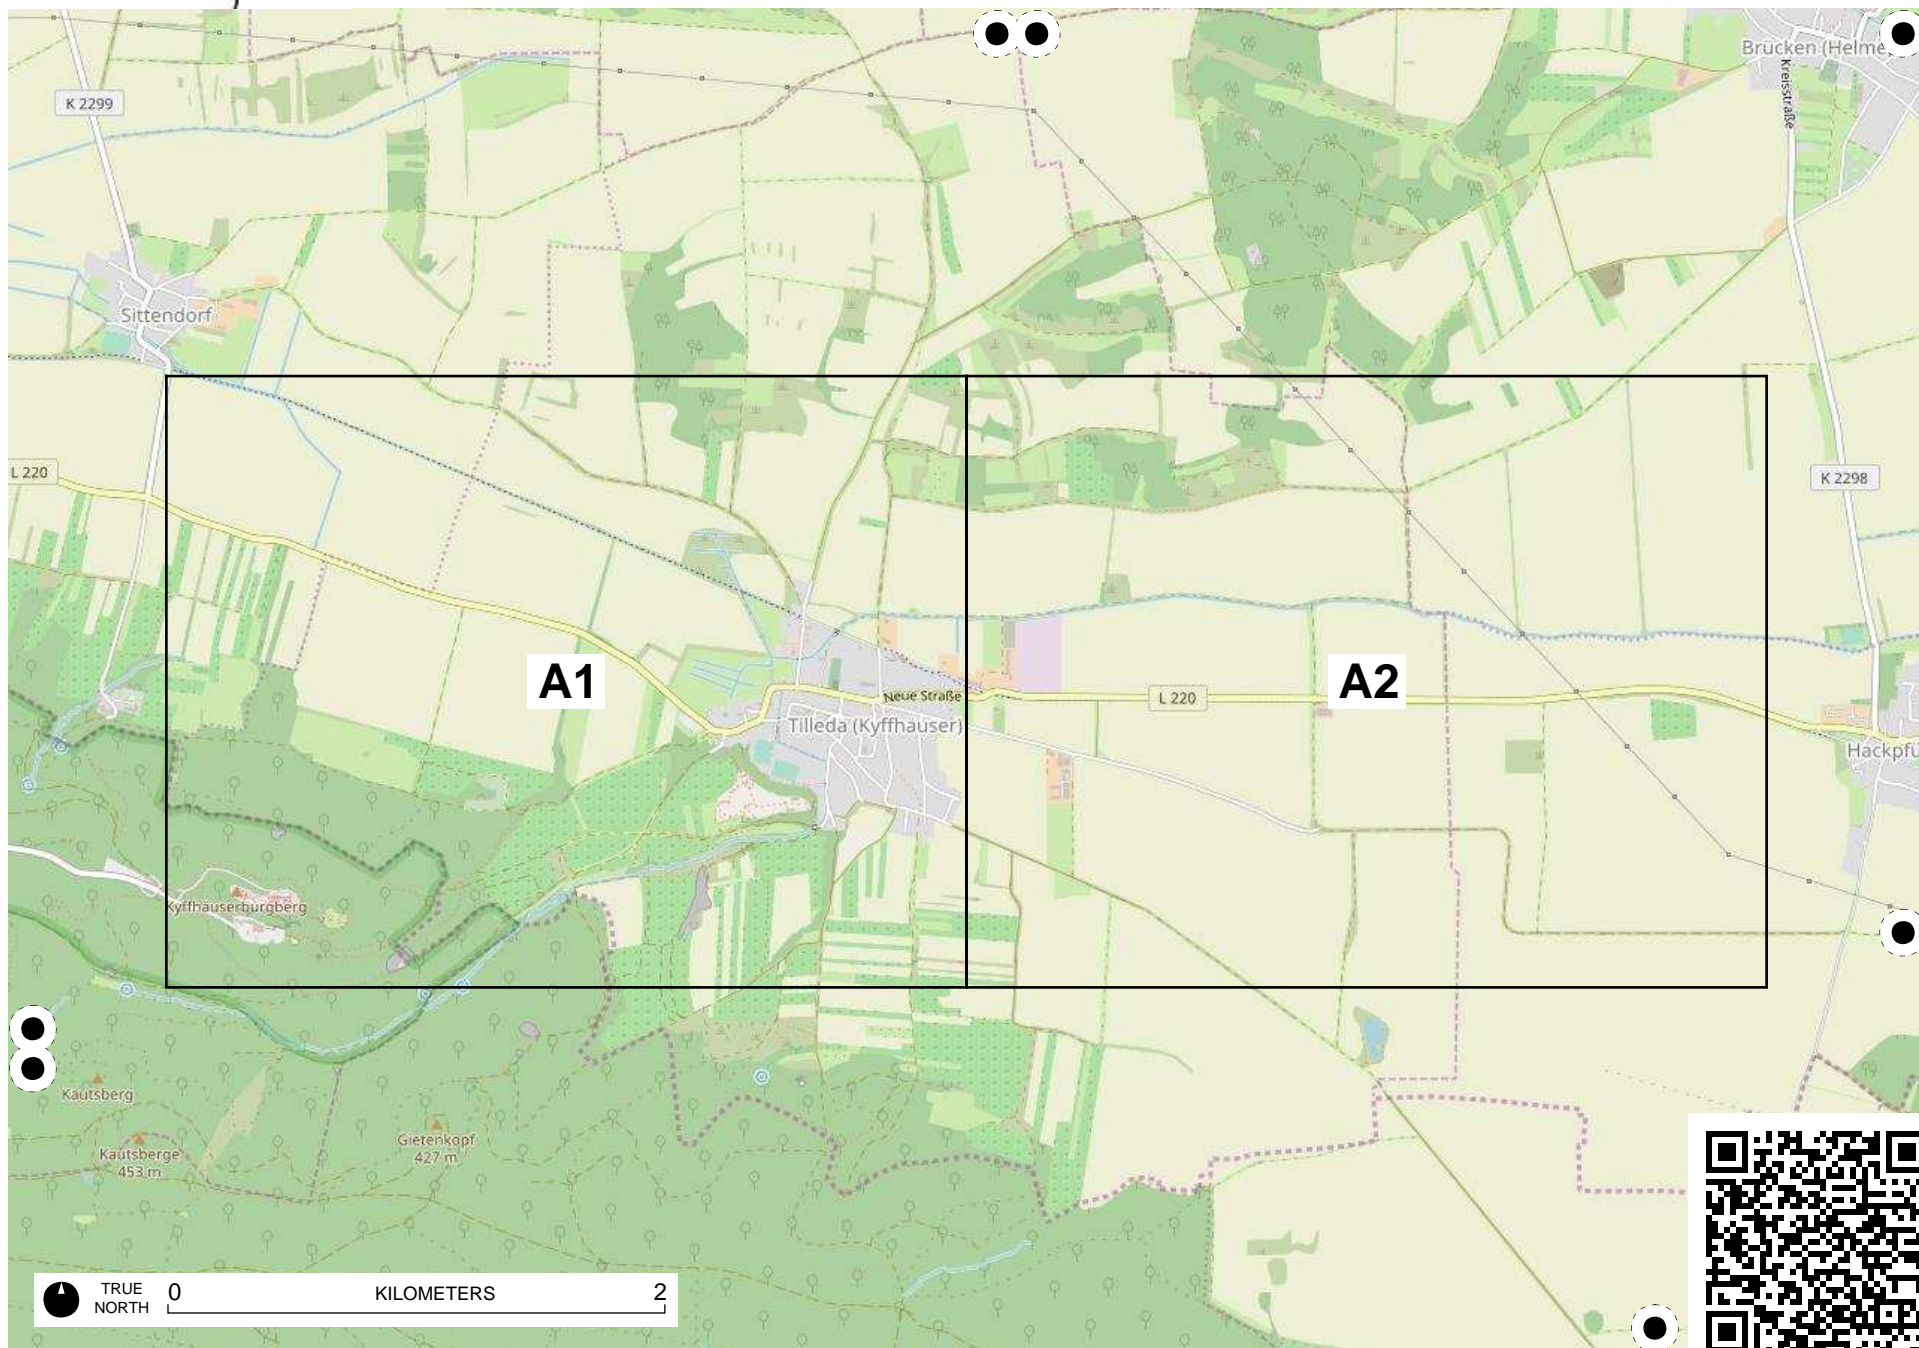 Brücken (Helme
K 2299
Kreisstraße
Sittendorf
L 220
K 2298
A1
A2
Neue Straße
L 220
Tilleda (Kyffhäuser)
Hackpfü
Kyffhäuserburgberg
Kautsberg
Kautsberge
453 m
Gietenkopf
427 m
TRUE
NORTH
0
KILOMETERS
2